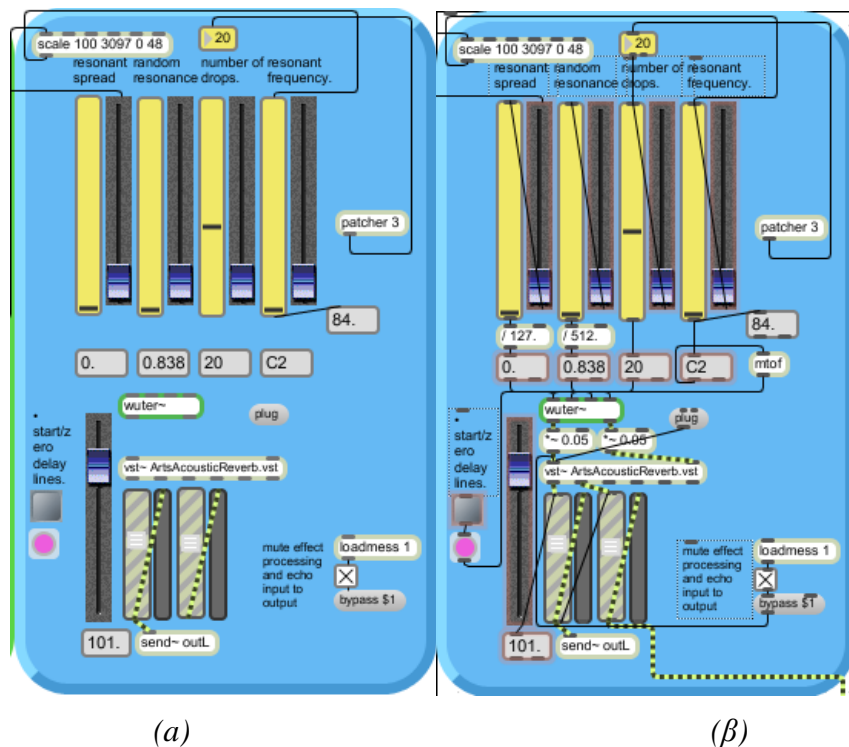 scale 100 3097 0 48
20
resonant spread
random resonance
number of drops.
resonant frequency.
patcher 3
84.
0.
0.838
20
C2
wuter~
plug
•
start/z
ero
delay
lines.
vst~ ArtsAcousticReverb.vst
mute effect
processing
and echo
input to
output
loadmess 1
bypass $1
101.
send~ outL
(a)
scale 100 3097 0 48
20
resonant spread
random resonance
number of drops.
resonant frequency.
patcher 3
/ 127.
/ 512.
84.
0.
0.838
20
C2
mtof
wuter~
plug
•
start/z
ero
delay
lines.
*~ 0.05
*~ 0.05
vst~ ArtsAcousticReverb.vst
mute effect
processing
and echo
input to
output
loadmess 1
bypass $1
101.
send~ outL
(β)